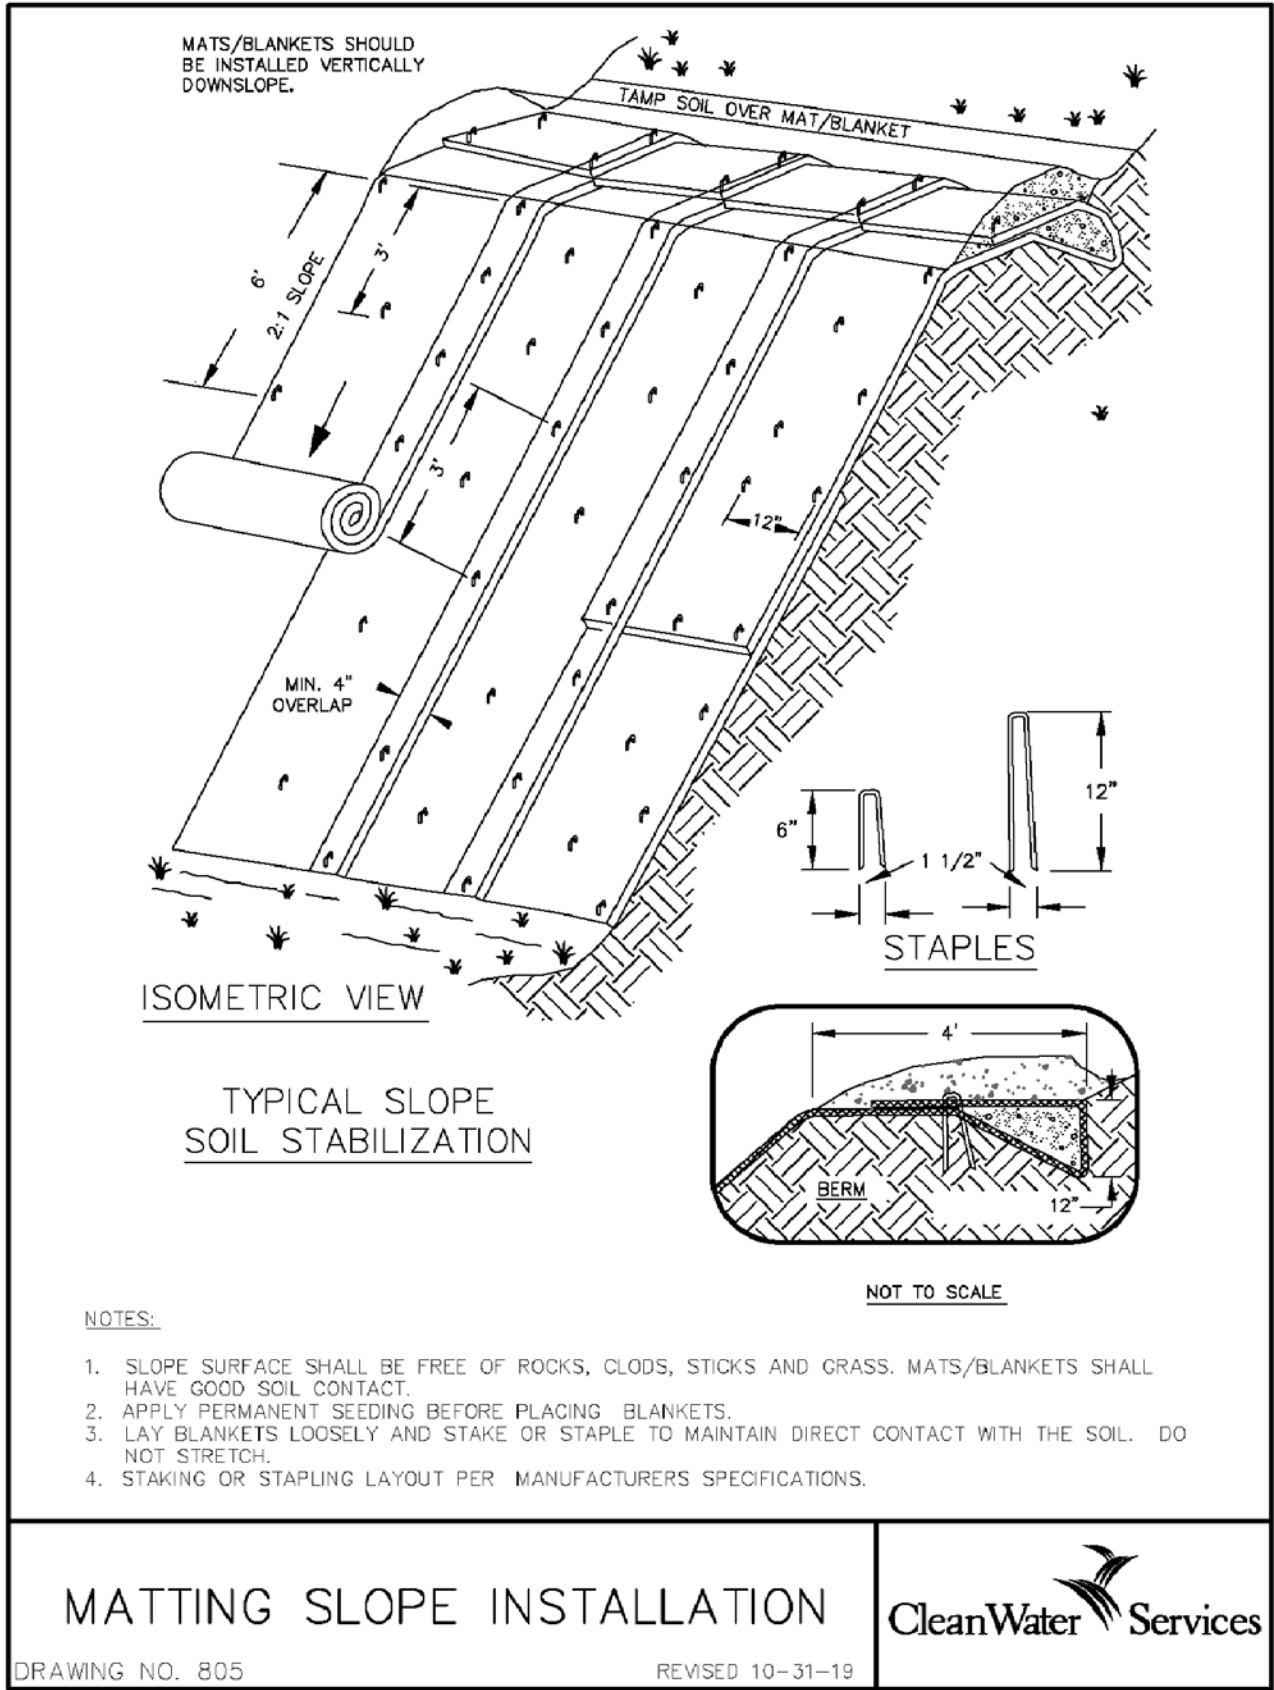 MATS/BLANKETS SHOULD
BE INSTALLED VERTICALLY
DOWNSLOPE.
TAMP SOIL OVER MAT/BLANKET
6'
2:1 SLOPE
3'
3'
12"
MIN. 4"
OVERLAP
6"
12"
1 1/2"
STAPLES
ISOMETRIC VIEW
TYPICAL SLOPE
SOIL STABILIZATION
4'
BERM
12"
NOT TO SCALE
NOTES:
1. SLOPE SURFACE SHALL BE FREE OF ROCKS, CLODS, STICKS AND GRASS. MATS/BLANKETS SHALL
HAVE GOOD SOIL CONTACT.
2. APPLY PERMANENT SEEDING BEFORE PLACING BLANKETS.
3. LAY BLANKETS LOOSELY AND STAKE OR STAPLE TO MAINTAIN DIRECT CONTACT WITH THE SOIL. DO
NOT STRETCH.
4. STAKING OR STAPLING LAYOUT PER MANUFACTURERS SPECIFICATIONS.
MATTING SLOPE INSTALLATION
DRAWING NO. 805
REVISED 10-31-19
CleanWater Services